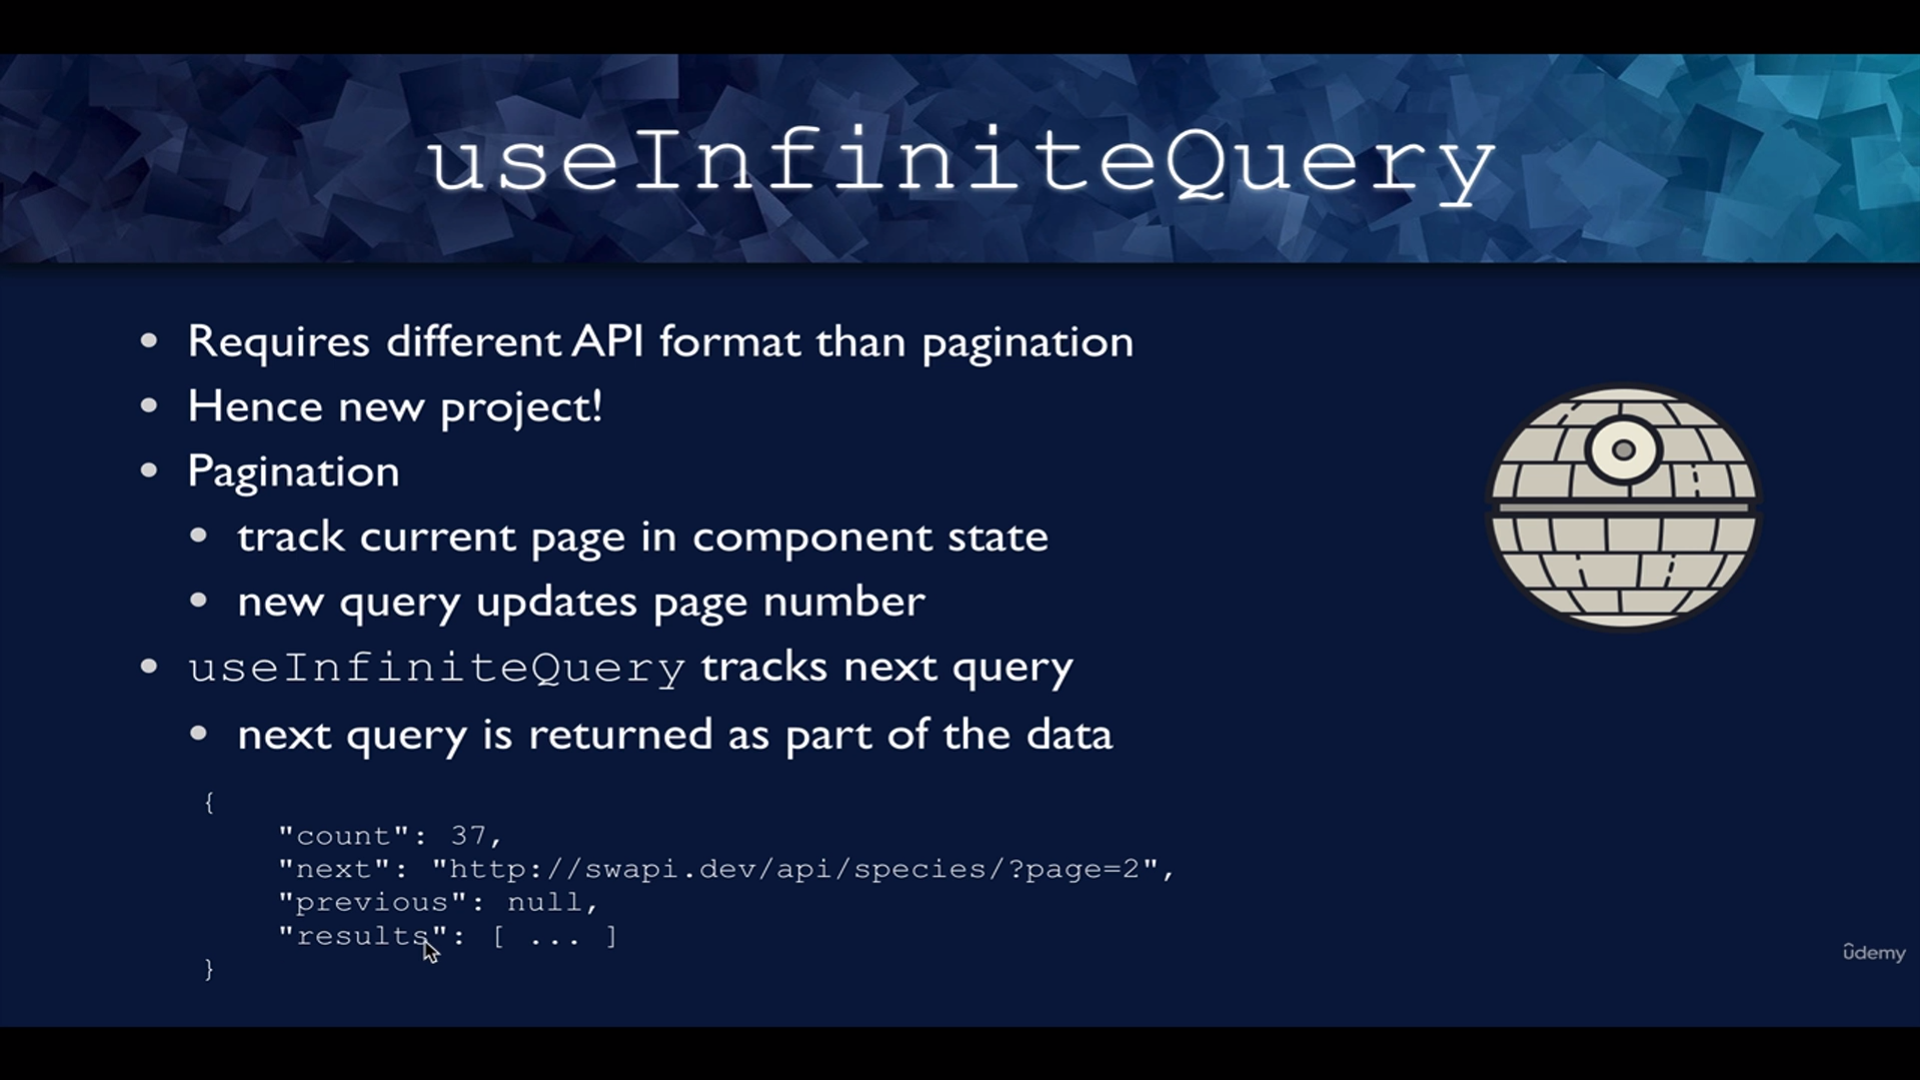 useInfiniteQuery
• Requires different API format than pagination
• Hence new project!
• Pagination
• track current page in component state
• new query updates page number
• useInfiniteQuery tracks next query
• next query is returned as part of the data
{
"count": 37,
"next": "http://swapi.dev/api/species/?page=2",
"previous": null,
"results": [ ... ]
}
ûdemy